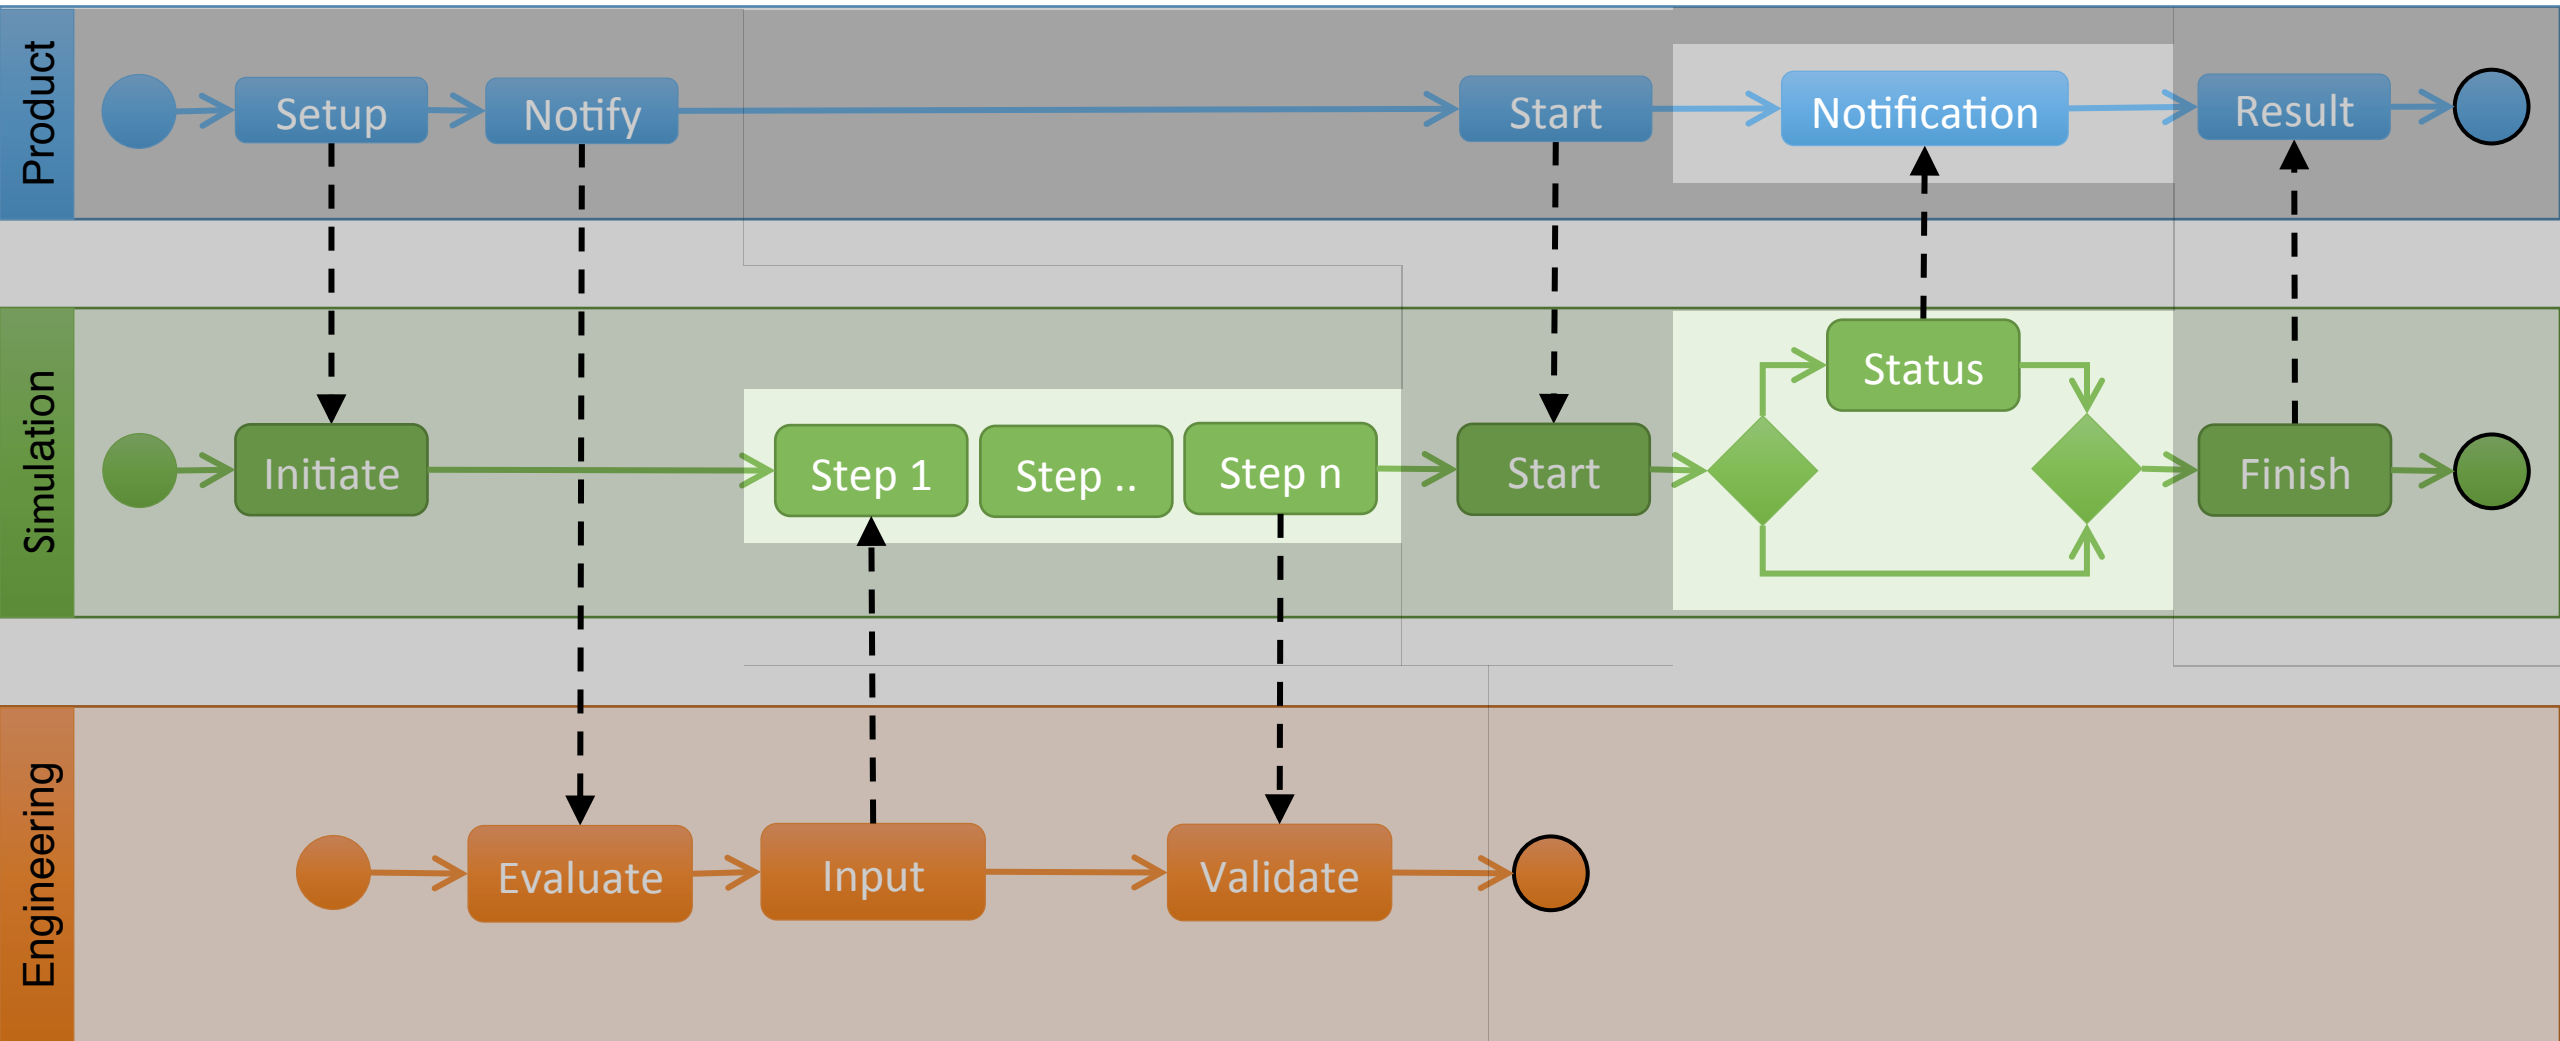 Product
Setup
Notify
Start
Notification
Result
Simulation
Initiate
Step 1
Step ..
Step n
Start
Status
Finish
Engineering
Evaluate
Input
Validate